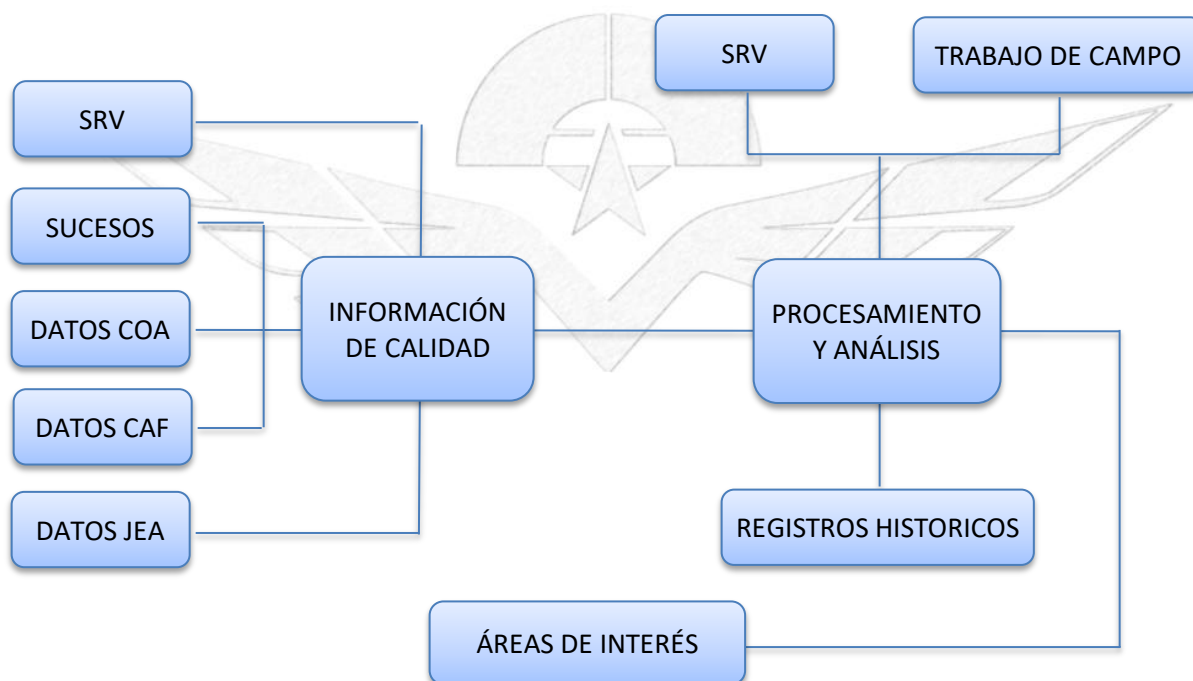 SRV
TRABAJO DE CAMPO
SRV
SUCESOS
DATOS COA
DATOS CAF
DATOS JEA
INFORMACIÓN
DE CALIDAD
PROCESAMIENTO
Y ANÁLISIS
REGISTROS HISTORICOS
ÁREAS DE INTERÉS